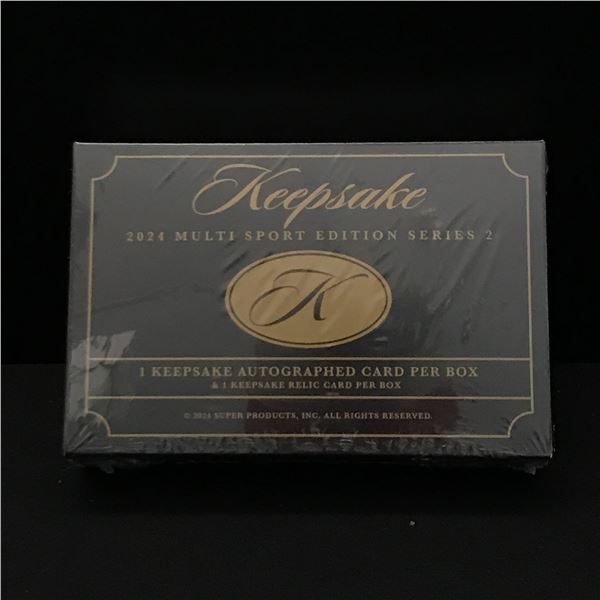 Keepsake
2024 MULTI SPORT EDITION SERIES 2
K
1 KEEPSAKE AUTOGRAPHED CARD PER BOX
& 1 KEEPSAKE RELIC CARD PER BOX
© 2024 SUPER PRODUCTS, INC. ALL RIGHTS RESERVED.